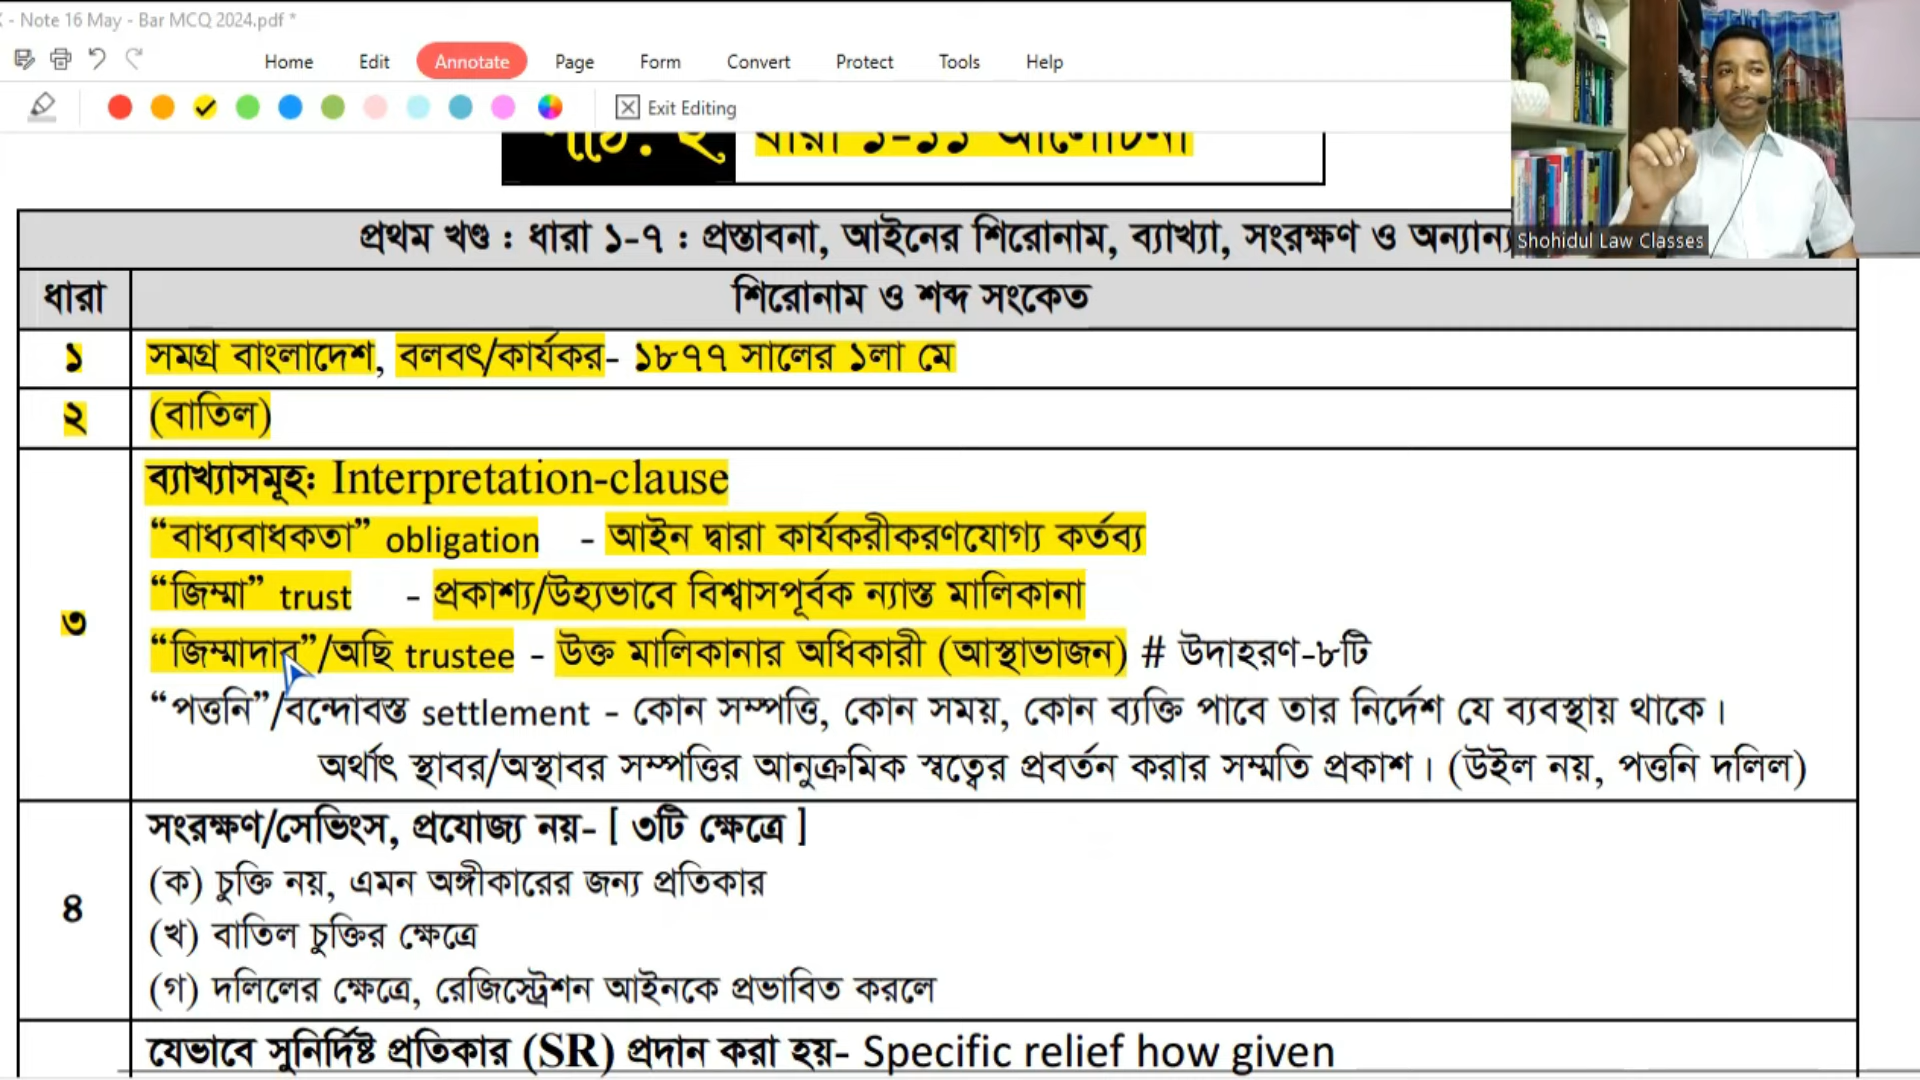 - Note 16 May - Bar MCQ 2024.pdf *
Home Edit Annotate Page Form Convert Protect Tools Help
Exit Editing
পাঠ: ২ ধারা ১-১১ আলোচনা
প্রথম খণ্ড : ধারা ১-৭ : প্রস্তাবনা, আইনের শিরোনাম, ব্যাখ্যা, সংরক্ষণ ও অন্যান্য
Shohidul Law Classes
ধারা শিরোনাম ও শব্দ সংকেত
১ সমগ্র বাংলাদেশ, বলবৎ/কার্যকর- ১৮৭৭ সালের ১লা মে
২ (বাতিল)
ব্যাখ্যাসমূহঃ Interpretation-clause
“বাধ্যবাধকতা” obligation - আইন দ্বারা কার্যকরীকরণযোগ্য কর্তব্য
“জিম্মা” trust - প্রকাশ্য/উহ্যভাবে বিশ্বাসপূর্বক ন্যাস্ত মালিকানা
৩
“জিম্মাদার”/অছি trustee - উক্ত মালিকানার অধিকারী (আস্থাভাজন) # উদাহরণ-৮টি
“পত্তনি”/বন্দোবস্ত settlement - কোন সম্পত্তি, কোন সময়, কোন ব্যক্তি পাবে তার নির্দেশ যে ব্যবস্থায় থাকে।
অর্থাৎ স্থাবর/অস্থাবর সম্পত্তির আনুক্রমিক স্বত্বের প্রবর্তন করার সম্মতি প্রকাশ। (উইল নয়, পত্তনি দলিল)
সংরক্ষণ/সেভিংস, প্রযোজ্য নয়- [ ৩টি ক্ষেত্রে ]
(ক) চুক্তি নয়, এমন অঙ্গীকারের জন্য প্রতিকার
৪
(খ) বাতিল চুক্তির ক্ষেত্রে
(গ) দলিলের ক্ষেত্রে, রেজিস্ট্রেশন আইনকে প্রভাবিত করলে
যেভাবে সুনির্দিষ্ট প্রতিকার (SR) প্রদান করা হয়- Specific relief how given